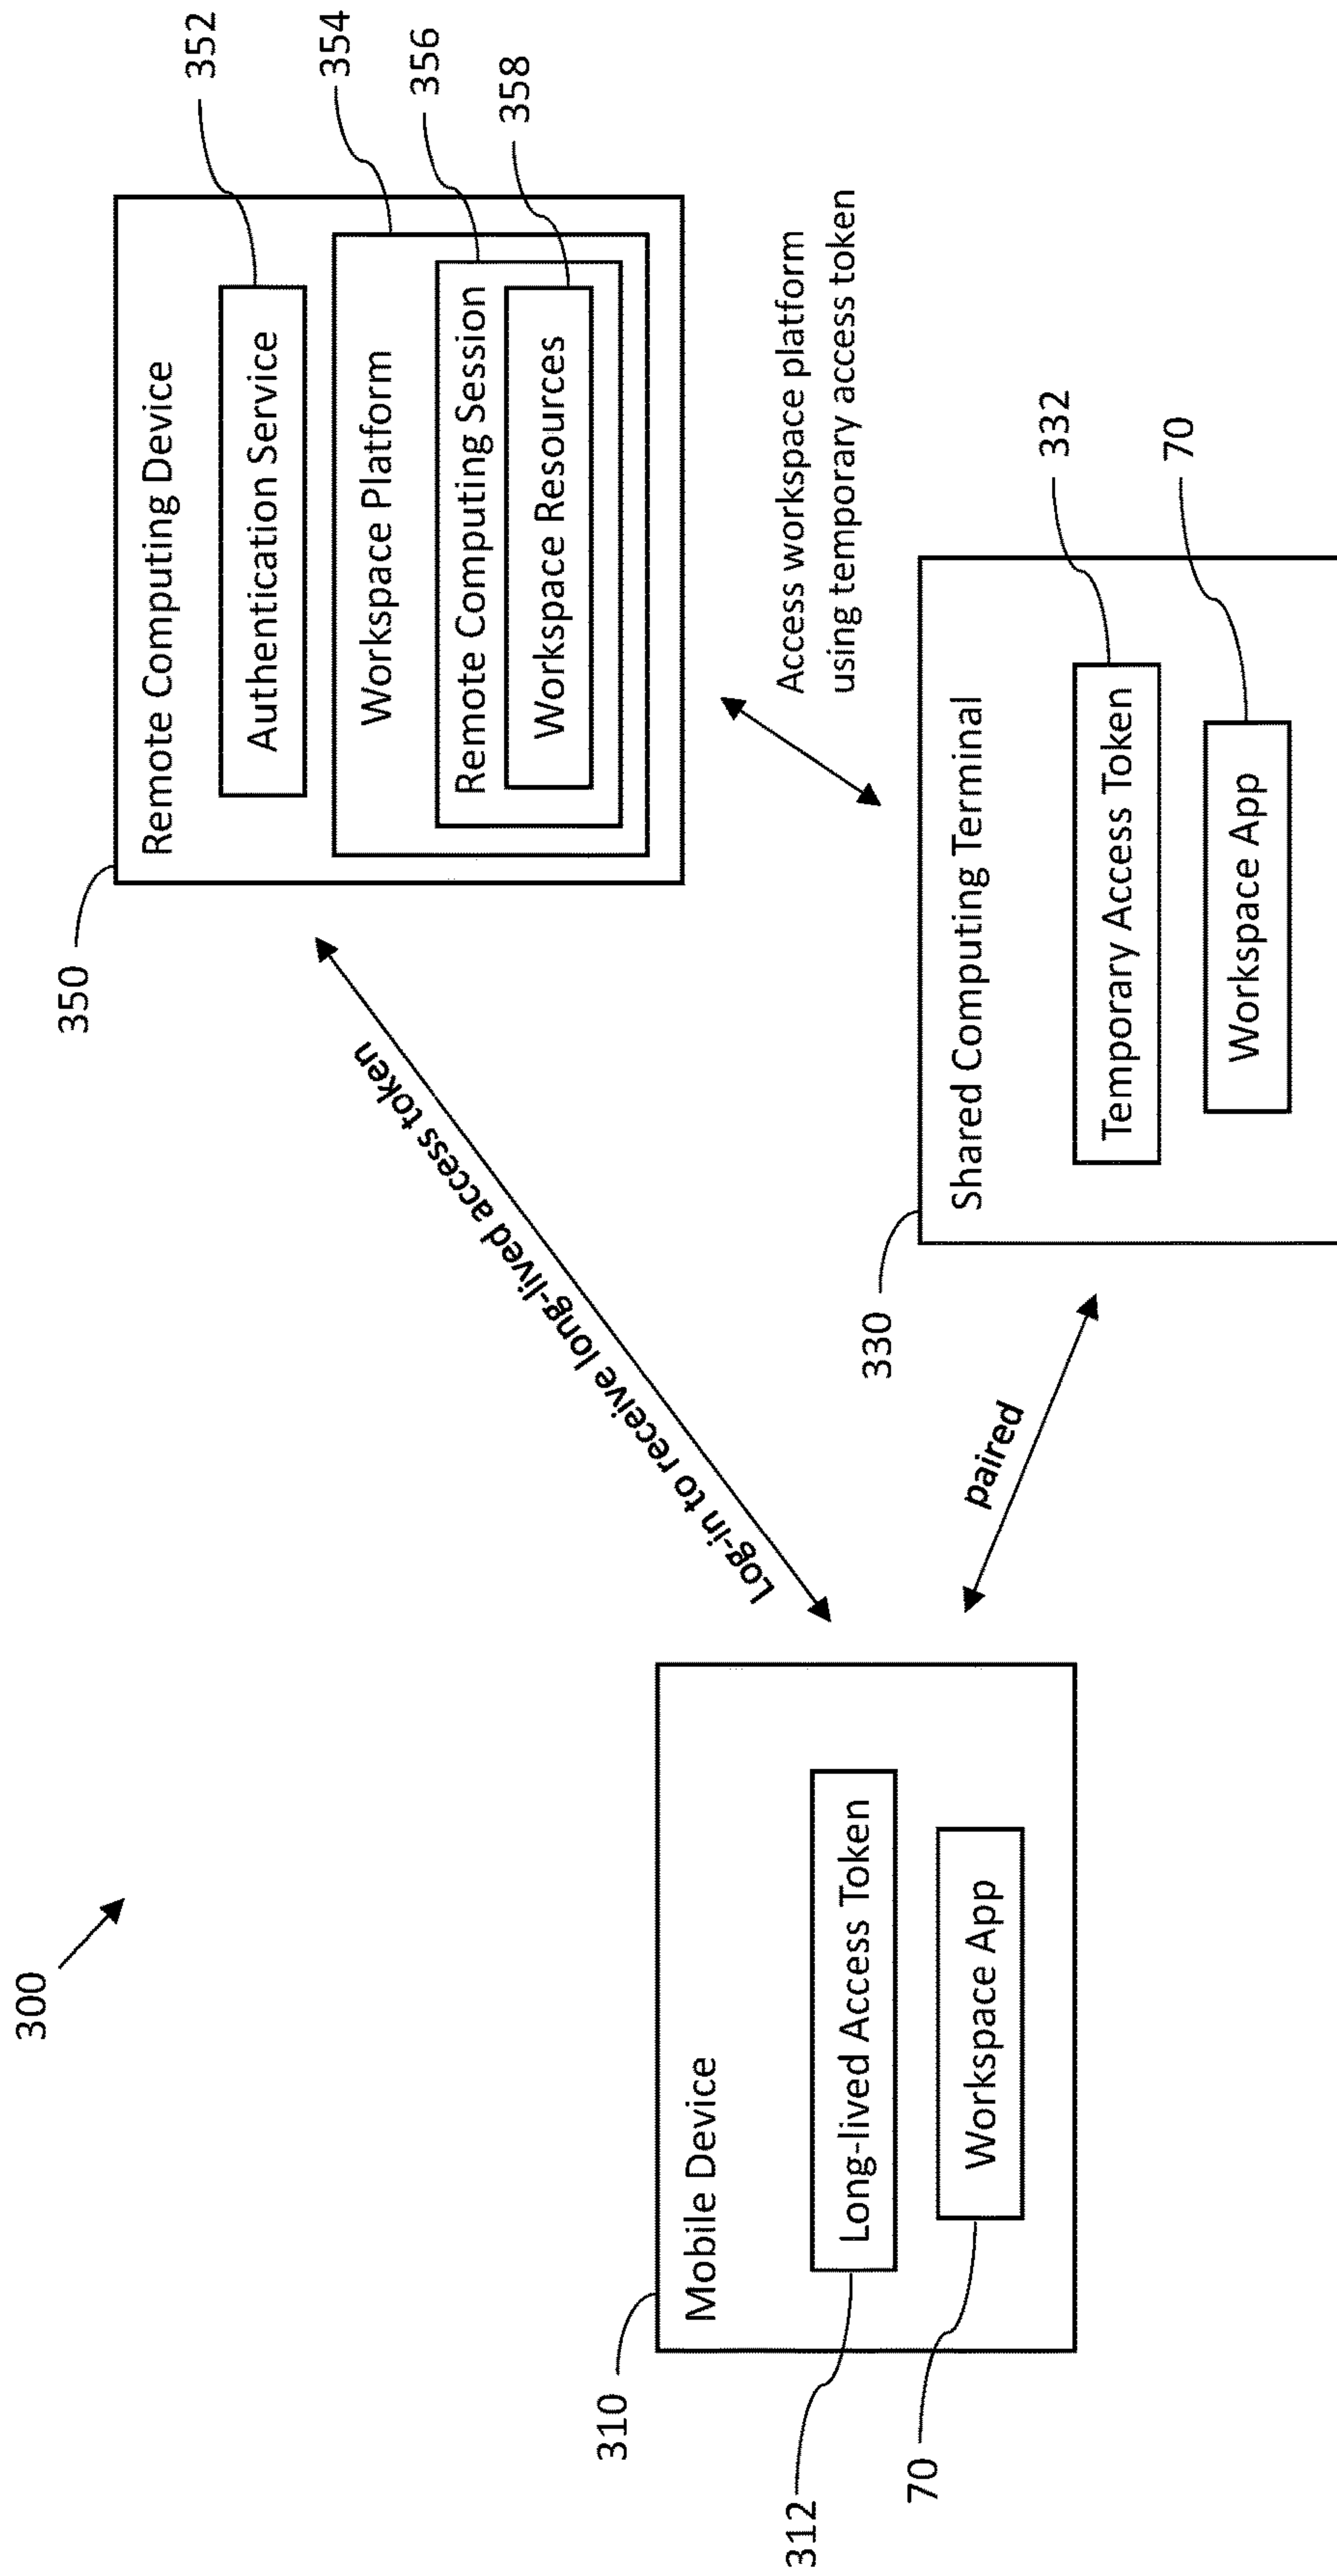 300
350
Remote Computing Device
Authentication Service
352
Workspace Platform
354
Remote Computing Session
356
Workspace Resources
358
Log-in to receive long-lived access token
Access workspace platform
using temporary access token
310
Mobile Device
Long-lived Access Token
312
Workspace App
70
paired
330
Shared Computing Terminal
Temporary Access Token
332
Workspace App
70